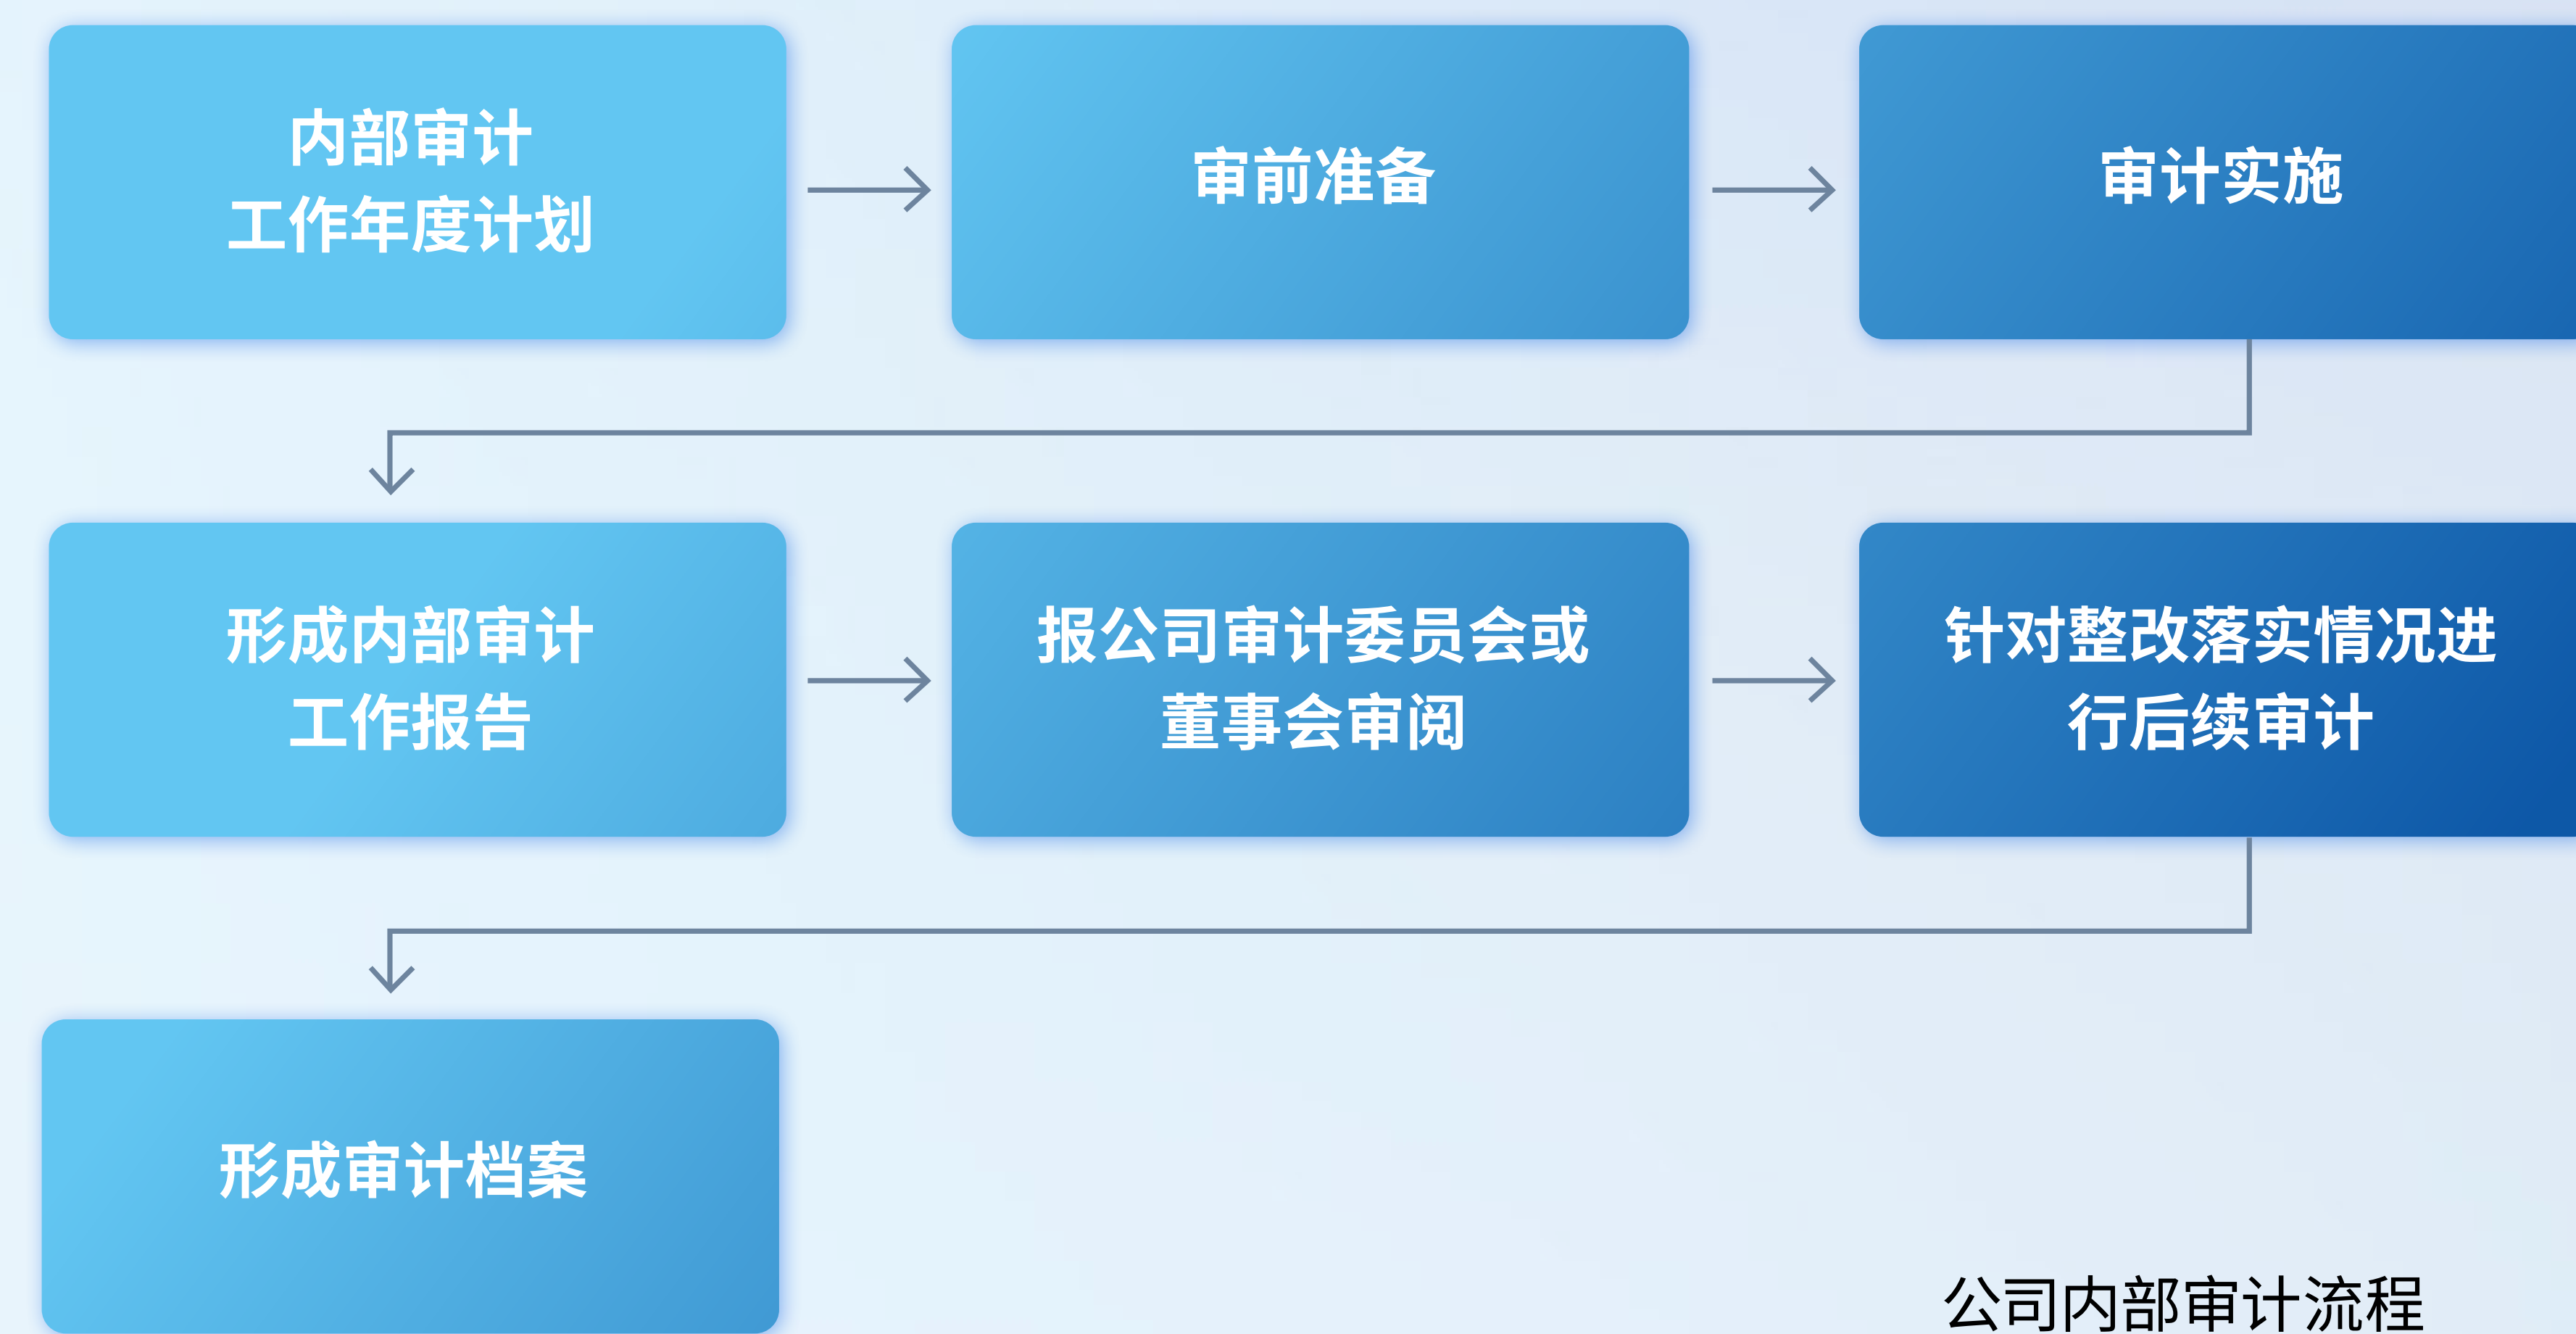 内部审计
工作年度计划
审前准备
审计实施
形成内部审计
工作报告
报公司审计委员会或
董事会审阅
针对整改落实情况进
行后续审计
形成审计档案
公司内部审计流程